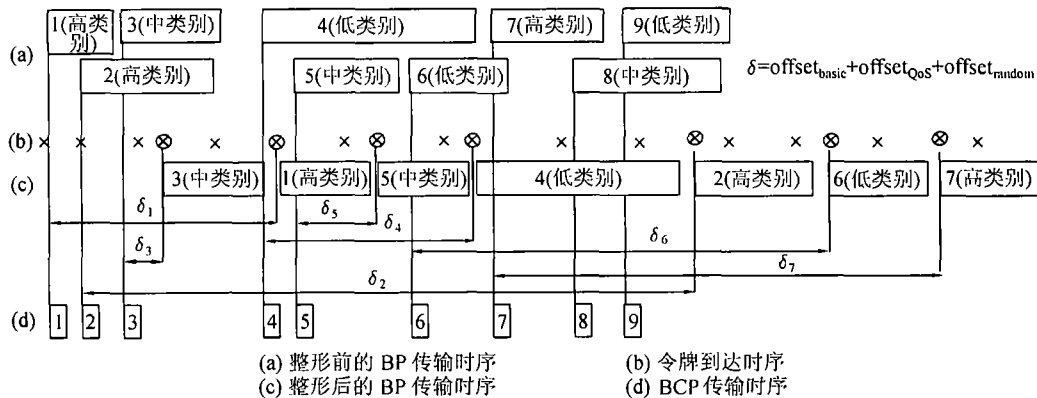 1(高类别) 3(中类别) 4(低类别) 7(高类别) 9(低类别)
(a) 2(高类别) 5(中类别) 6(低类别) 8(中类别) δ=offset_basic+offset_QoS+offset_random
(b) × × × ⊗ × ⊗ × ⊗ × ⊗ × × ⊗ × × ⊗ × ⊗ ×
(c) 3(中类别) 1(高类别) 5(中类别) 4(低类别) 2(高类别) 6(低类别) 7(高类别)
δ1 δ5 δ4 δ6
δ3 δ7
δ2
(d) 1 2 3 4 5 6 7 8 9
(a) 整形前的 BP 传输时序 (b) 令牌到达时序
(c) 整形后的 BP 传输时序 (d) BCP 传输时序